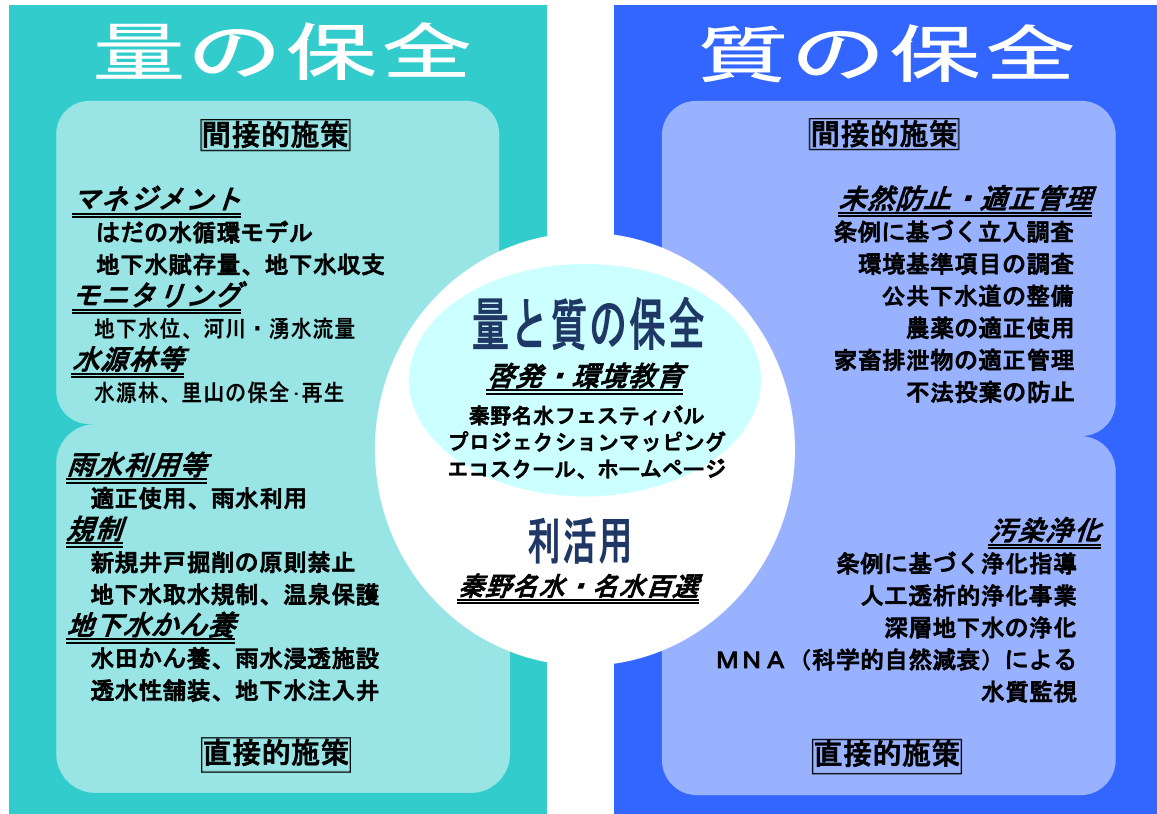 量の保全
間接的施策
マネジメント
はだの水循環モデル
地下水賦存量、地下水収支
モニタリング
地下水位、河川・湧水流量
水源林等
水源林、里山の保全･再生
雨水利用等
適正使用、雨水利用
規制
新規井戸掘削の原則禁止
地下水取水規制、温泉保護
地下水かん養
水田かん養、雨水浸透施設
透水性舗装、地下水注入井
直接的施策
量と質の保全
啓発・環境教育
秦野名水フェスティバル
プロジェクションマッピング
エコスクール、ホームページ
利活用
秦野名水・名水百選
質の保全
間接的施策
未然防止・適正管理
条例に基づく立入調査
環境基準項目の調査
公共下水道の整備
農薬の適正使用
家畜排泄物の適正管理
不法投棄の防止
汚染浄化
条例に基づく浄化指導
人工透析的浄化事業
深層地下水の浄化
ＭＮＡ（科学的自然減衰）による
水質監視
直接的施策